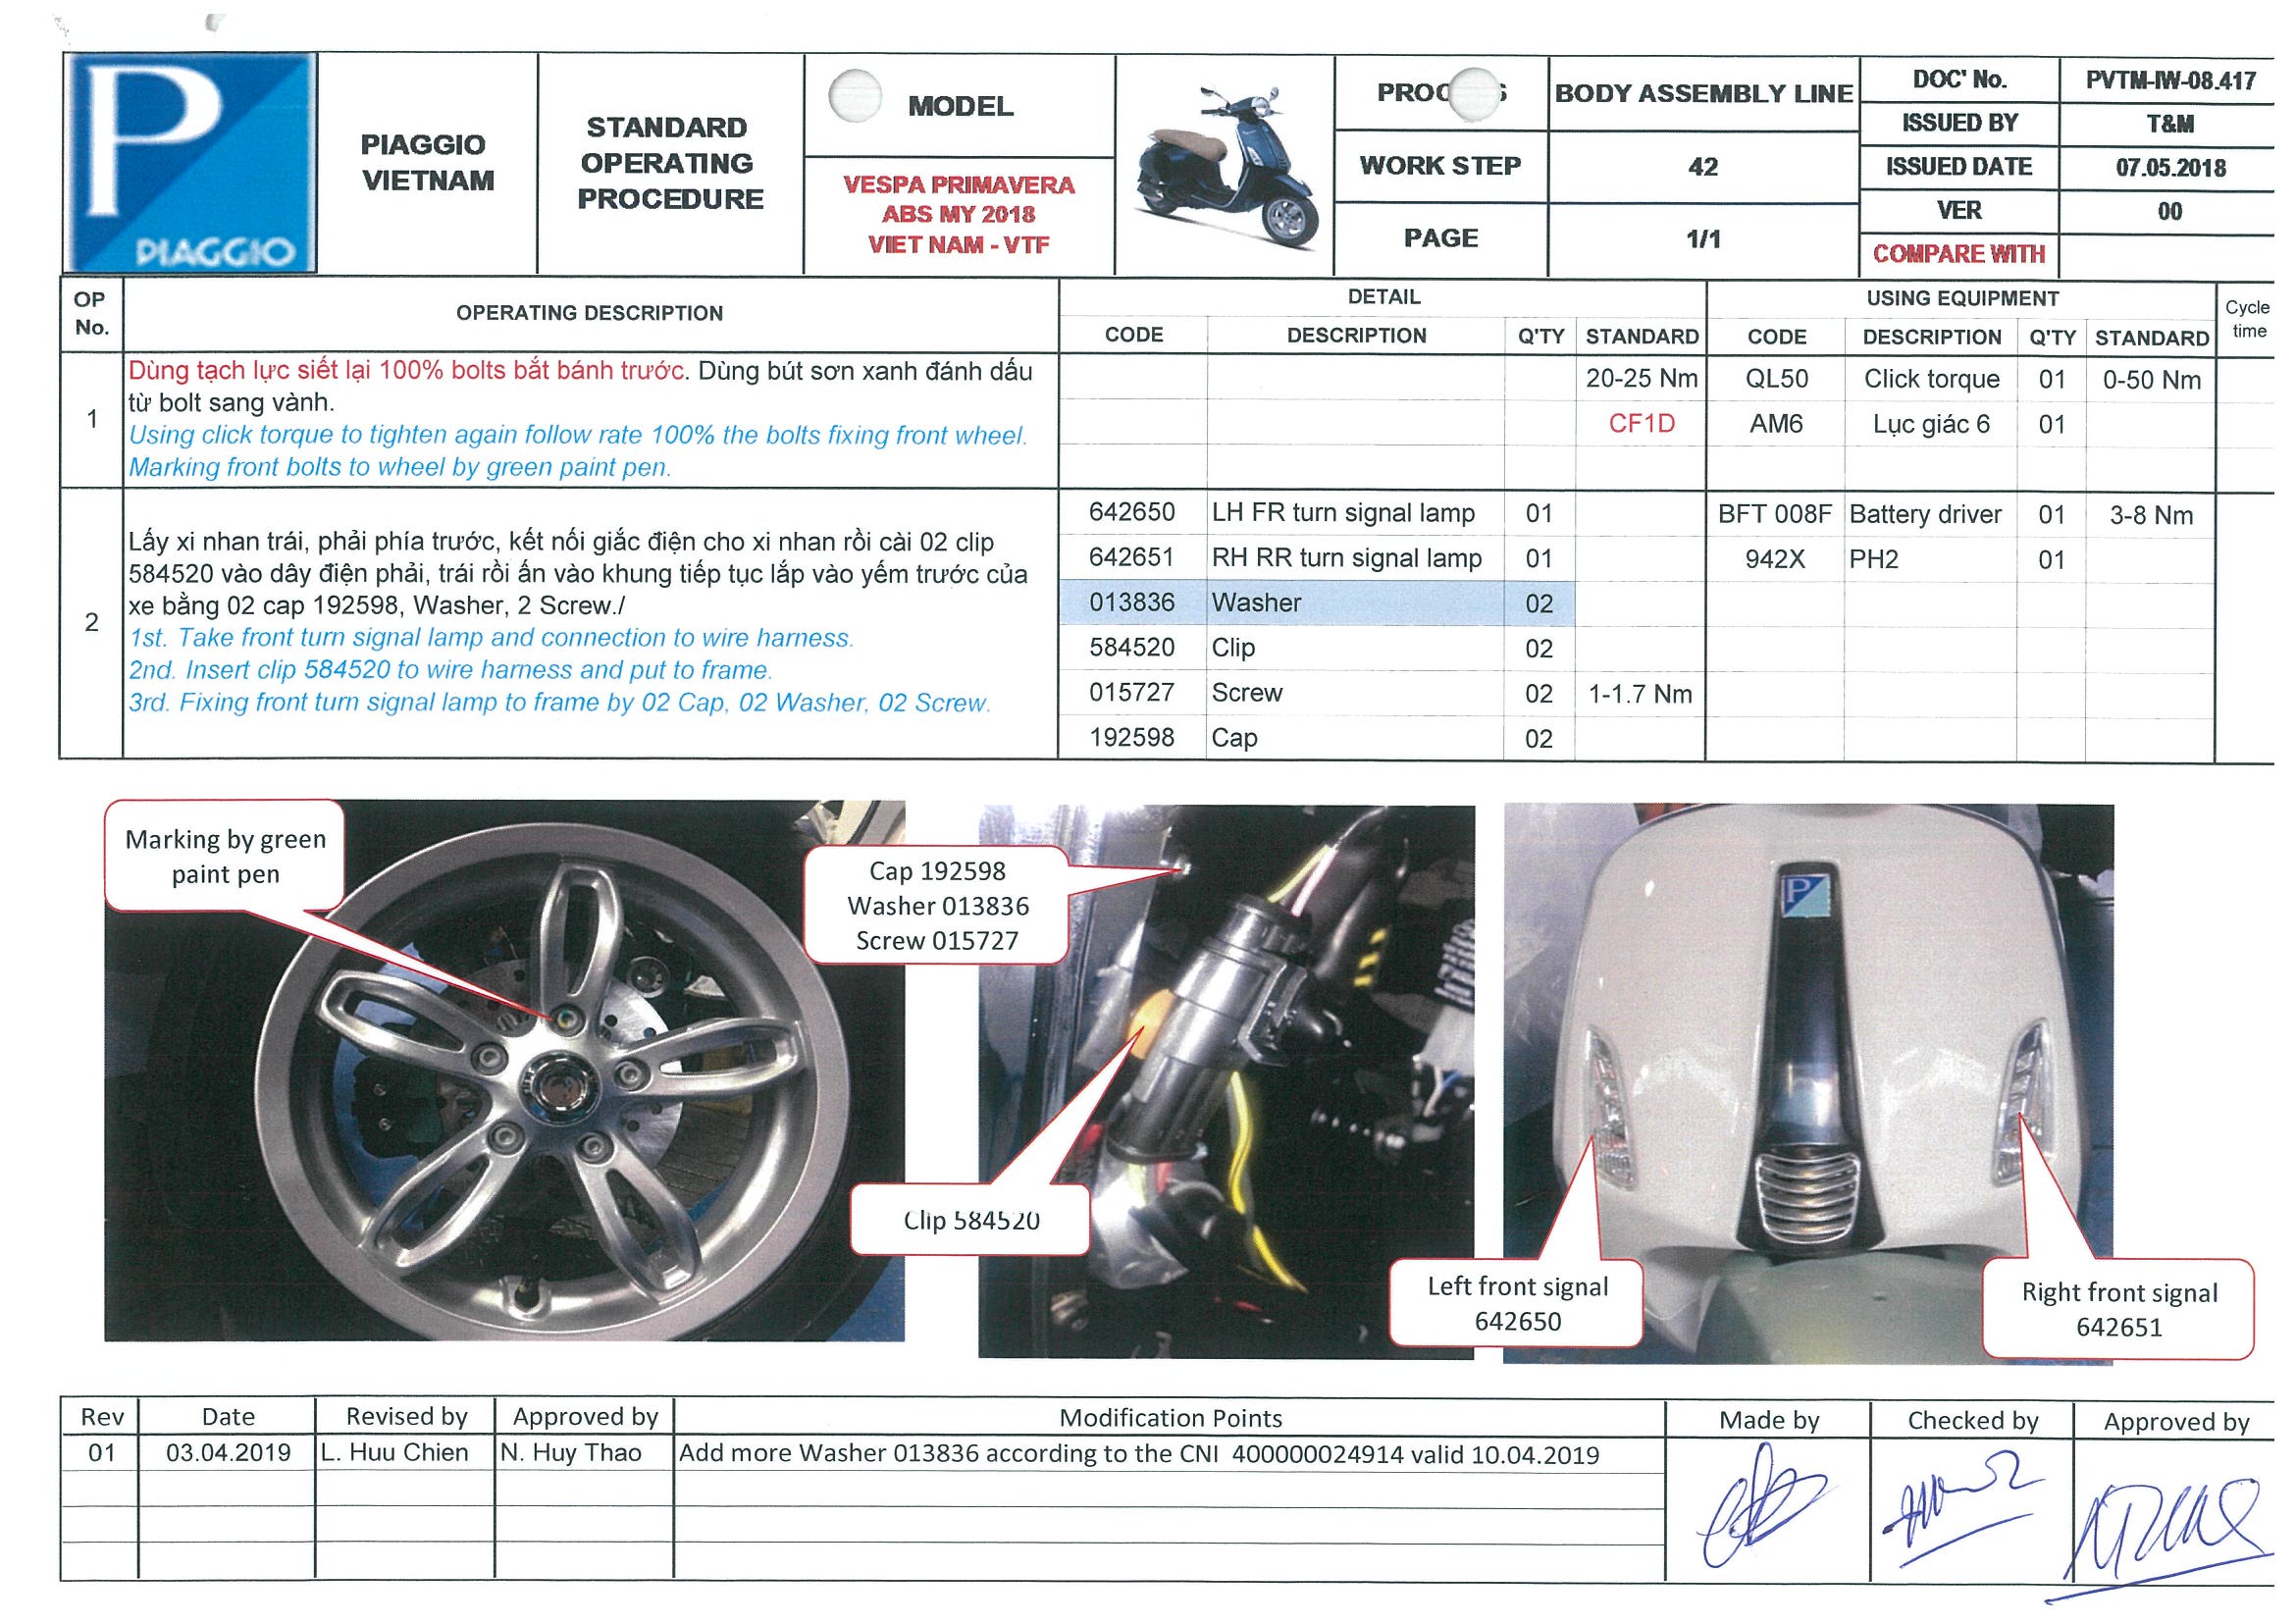 PIAGGIO
PIAGGIO
VIETNAM
STANDARD
OPERATING
PROCEDURE
MODEL
VESPA PRIMAVERA
ABS MY 2018
VIET NAM - VTF
BODY ASSEMBLY LINE
WORK STEP
42
PAGE
1/1
DOC' No.
PVTM-IW-08.417
ISSUED BY
T&M
ISSUED DATE
07.05.2018
VER
00
COMPARE WITH
OP
No.
OPERATING DESCRIPTION
DETAIL
USING EQUIPMENT
Cycle
time
CODE DESCRIPTION Q'TY STANDARD CODE DESCRIPTION Q'TY STANDARD
1
Dùng tạch lực siết lại 100% bolts bắt bánh trước. Dùng bút sơn xanh đánh dấu
từ bolt sang vành.
Using click torque to tighten again follow rate 100% the bolts fixing front wheel.
Marking front bolts to wheel by green paint pen.
20-25 Nm QL50 Click torque 01 0-50 Nm
CF1D AM6 Lục giác 6 01
2
Lấy xi nhan trái, phải phía trước, kết nối giắc điện cho xi nhan rồi cài 02 clip
584520 vào dây điện phải, trái rồi ấn vào khung tiếp tục lắp vào yếm trước của
xe bằng 02 cap 192598, Washer, 2 Screw./
1st. Take front turn signal lamp and connection to wire harness.
2nd. Insert clip 584520 to wire harness and put to frame.
3rd. Fixing front turn signal lamp to frame by 02 Cap, 02 Washer, 02 Screw.
642650 LH FR turn signal lamp 01 BFT 008F Battery driver 01 3-8 Nm
642651 RH RR turn signal lamp 01 942X PH2 01
013836 Washer 02
584520 Clip 02
015727 Screw 02 1-1.7 Nm
192598 Cap 02
Marking by green
paint pen
Cap 192598
Washer 013836
Screw 015727
Clip 584520
Left front signal
642650
Right front signal
642651
Rev Date Revised by Approved by Modification Points Made by Checked by Approved by
01 03.04.2019 L. Huu Chien N. Huy Thao Add more Washer 013836 according to the CNI 400000024914 valid 10.04.2019